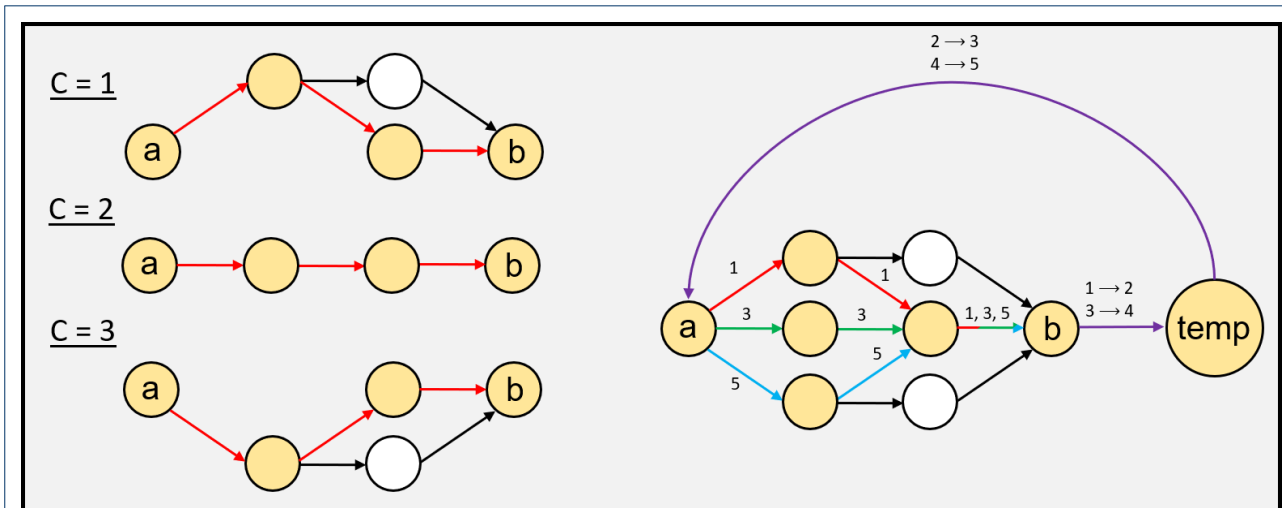 C = 1
a
b
C = 2
a
b
C = 3
a
b
2 → 3
4 → 5
1
1
3
3
1, 3, 5
5
5
a
b
1 → 2
3 → 4
temp